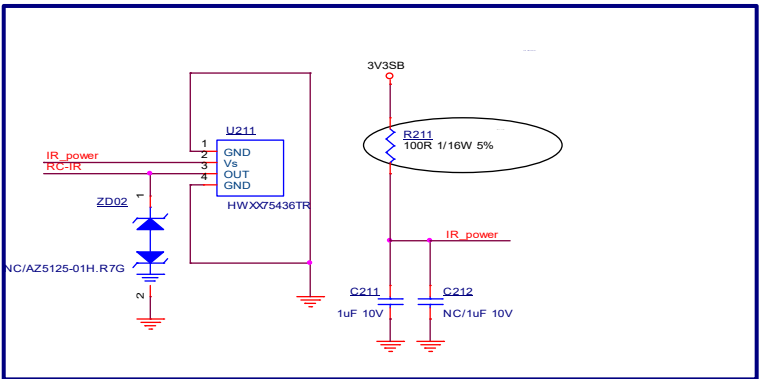 3V3SB
U211
R211
100R 1/16W 5%
1
GND
IR_power
2
Vs
RC-IR
3
OUT
4
GND
HWXX75436TR
ZD02
1
NC/AZ5125-01H.R7G
2
IR_power
C211
1uF 10V
C212
NC/1uF 10V